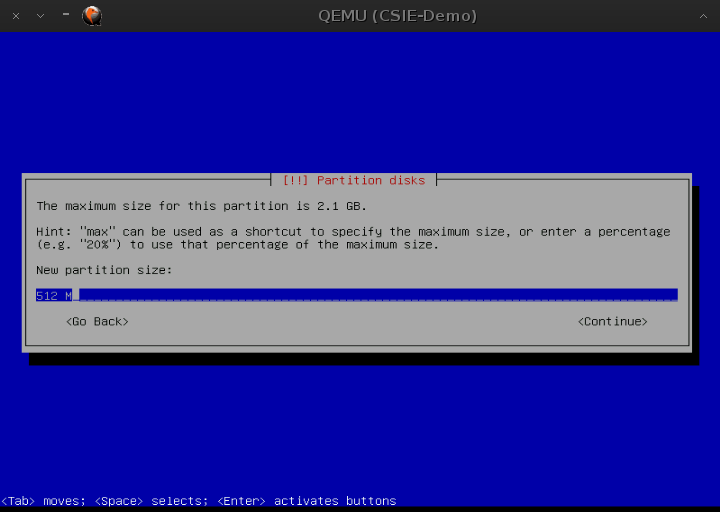 QEMU (CSIE-Demo)
[!!] Partition disks
The maximum size for this partition is 2.1 GB.
Hint: "max" can be used as a shortcut to specify the maximum size, or enter a percentage
(e.g. "20%") to use that percentage of the maximum size.
New partition size:
512 M
<Go Back> <Continue>
<Tab> moves; <Space> selects; <Enter> activates buttons